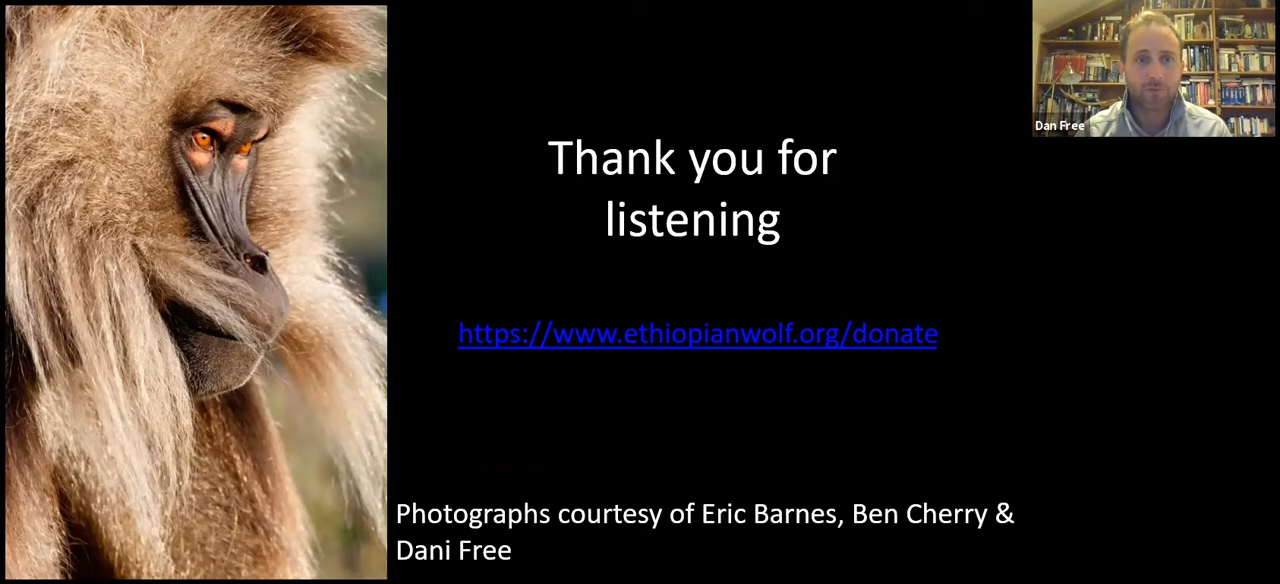 Dan Free
Thank you for
listening
https://www.ethiopianwolf.org/donate
Photographs courtesy of Eric Barnes, Ben Cherry &
Dani Free